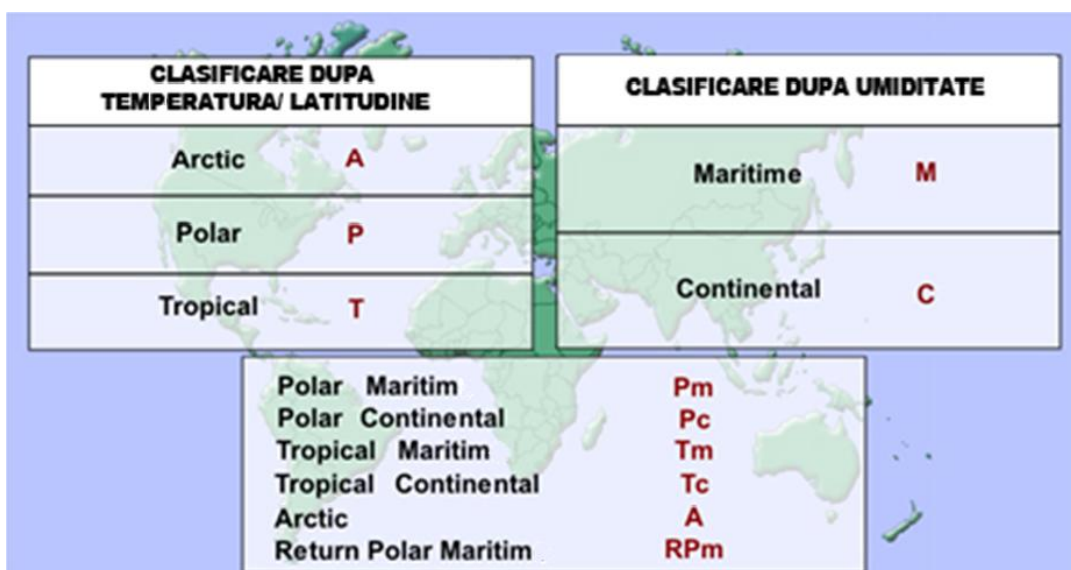 CLASIFICARE DUPA
TEMPERATURA/ LATITUDINE
Arctic A
Polar P
Tropical T
CLASIFICARE DUPA UMIDITATE
Maritime M
Continental C
Polar Maritim Pm
Polar Continental Pc
Tropical Maritim Tm
Tropical Continental Tc
Arctic A
Return Polar Maritim RPm